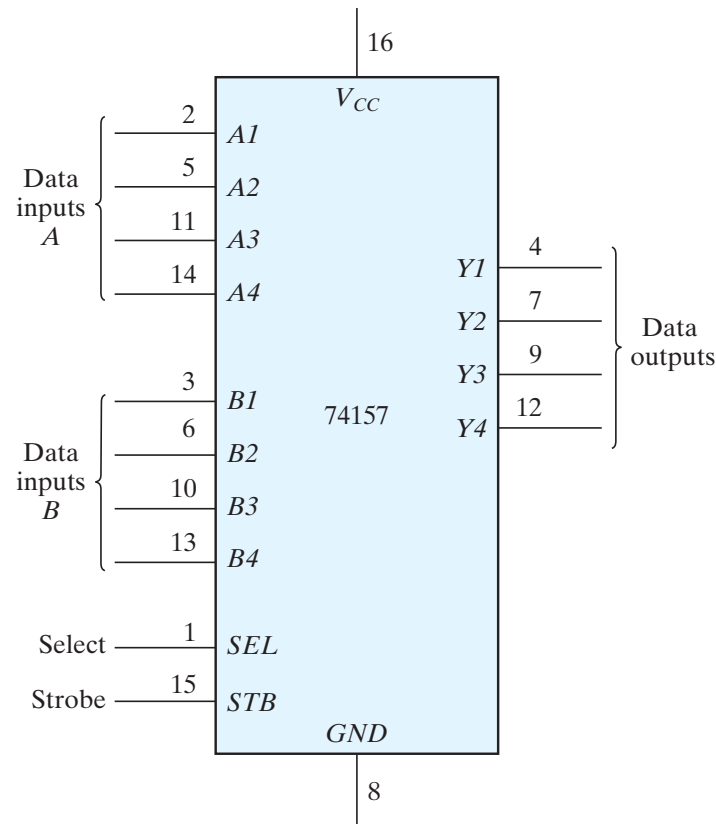 16
V_CC
2
A1
5
A2
11
A3
14
A4
Data
inputs
A
3
B1
6
B2
10
B3
13
B4
Data
inputs
B
74157
Y1
4
Y2
7
Y3
9
Y4
12
Data
outputs
Select
1
SEL
Strobe
15
STB
GND
8